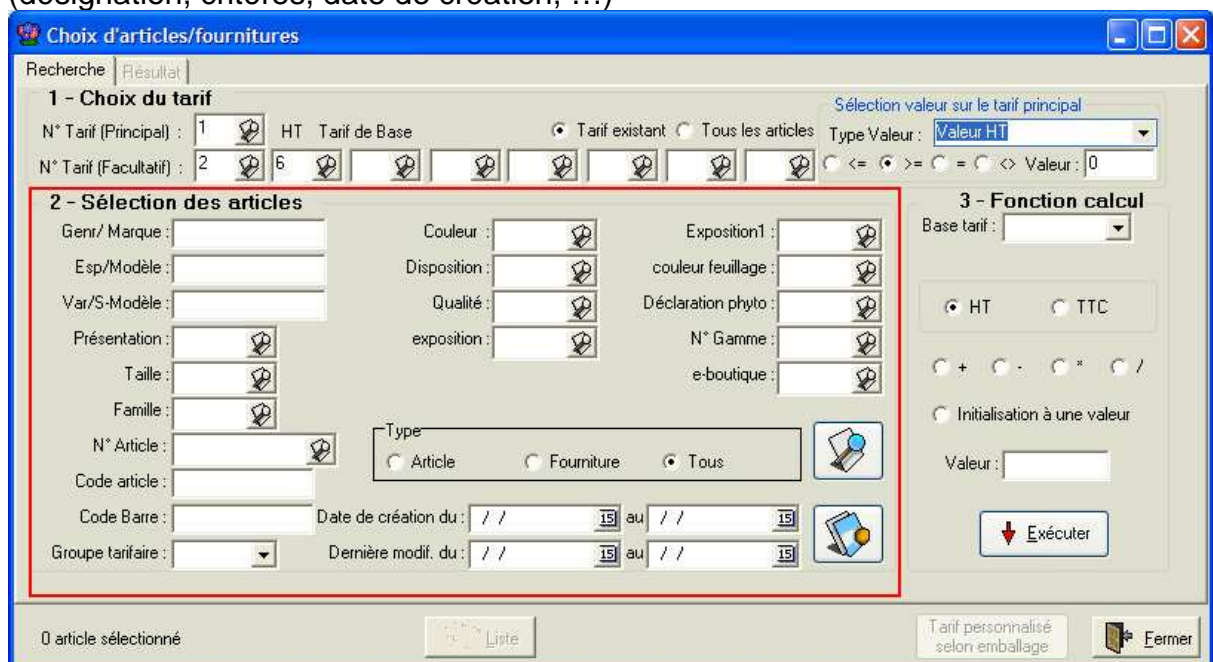 (désignation, critères, date de création, …)
Choix d'articles/fournitures
Recherche Résultat
1 - Choix du tarif
Sélection valeur sur le tarif principal
N° Tarif (Principal) : 1 HT Tarif de Base Tarif existant Tous les articles Type Valeur : Valeur HT
N° Tarif (Facultatif) : 2 6 <= >= = <> Valeur : 0
2 - Sélection des articles
3 - Fonction calcul
Genr/ Marque : Couleur : Exposition1 : Base tarif :
Esp/Modèle : Disposition : couleur feuillage :
Var/S-Modèle : Qualité : Déclaration phyto : HT TTC
Présentation : exposition : N° Gamme :
Taille : e-boutique : + - * /
Famille : Initialisation à une valeur
Type
N° Article : Article Fourniture Tous Valeur :
Code article :
Code Barre : Date de création du : / / 15 au / / 15 Exécuter
Groupe tarifaire : Dernière modif. du : / / 15 au / / 15
0 article sélectionné Liste Tarif personnalisé
selon emballage Fermer